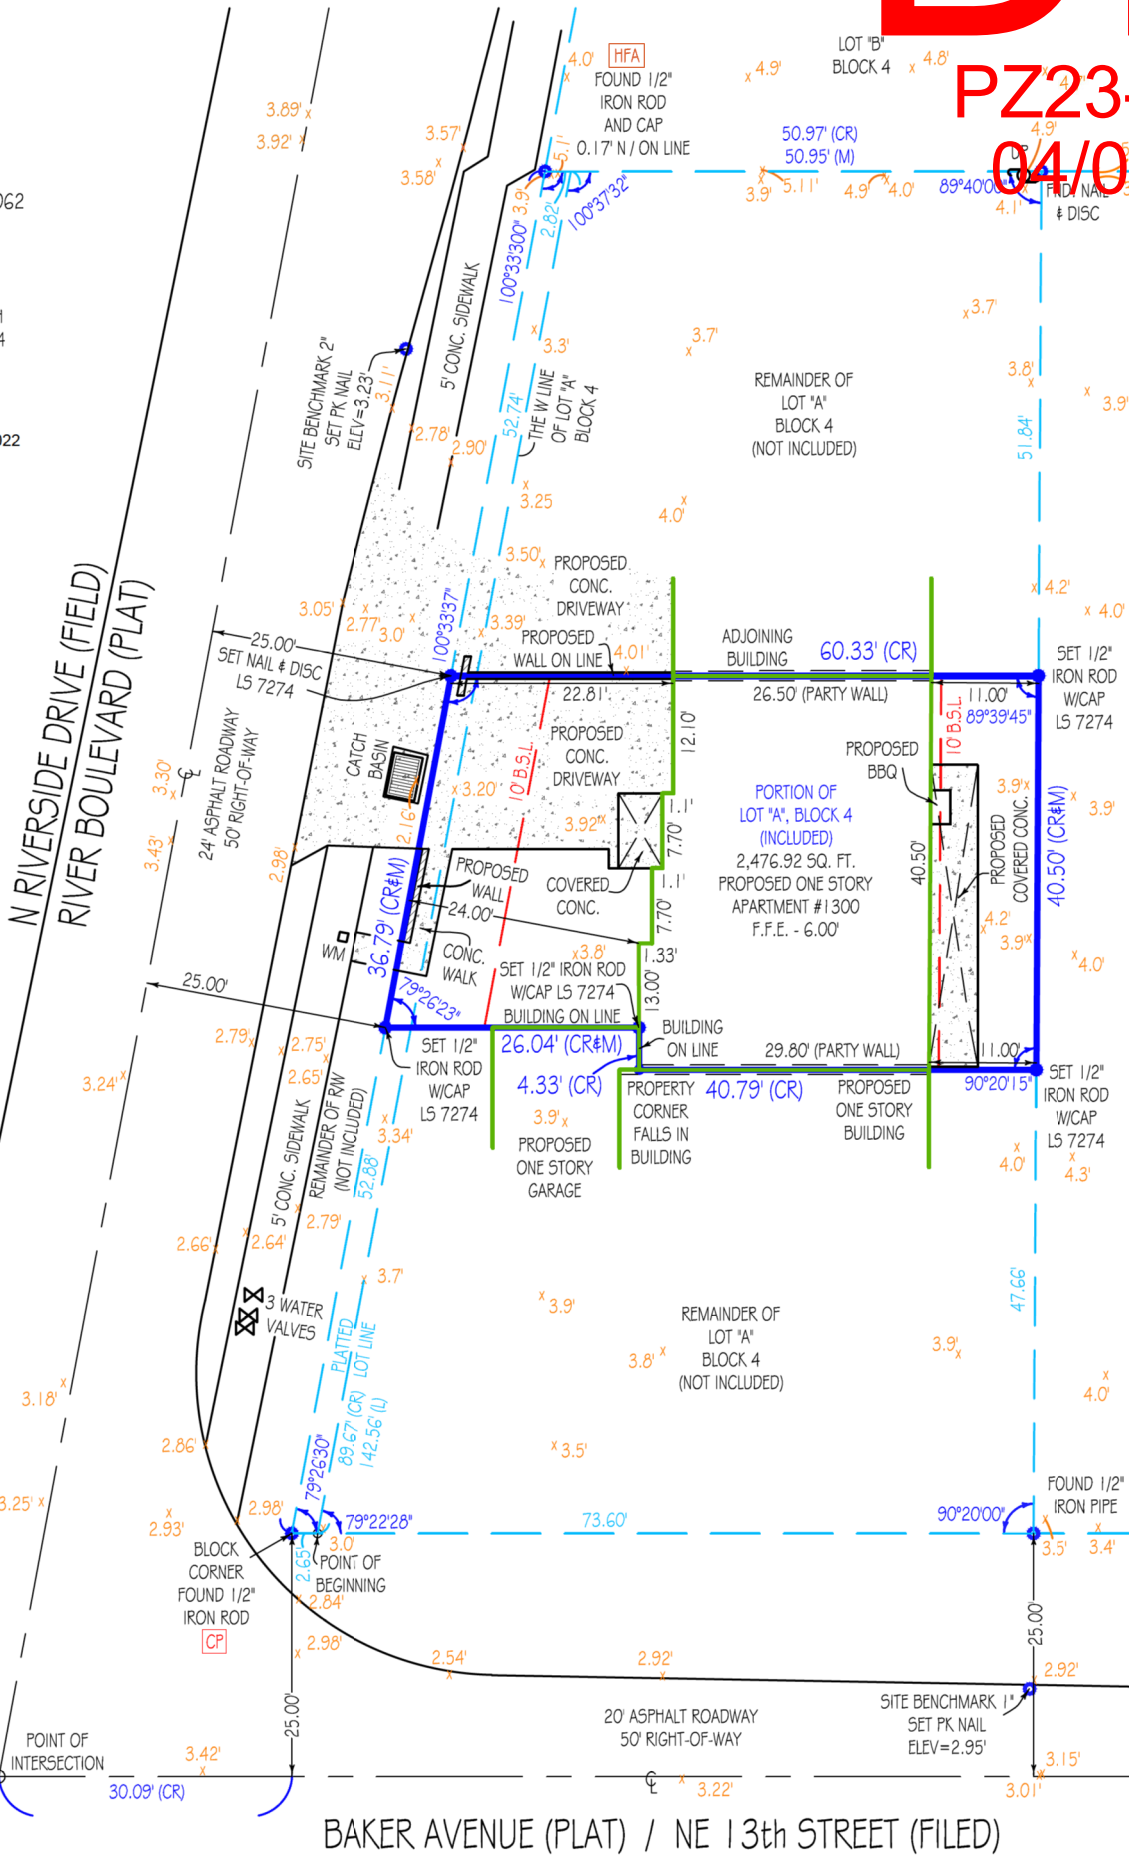 PZ23-
04/0
062
4
022
HFA
FOUND 1/2"
IRON ROD
AND CAP
0.17' N / ON LINE
LOT "B"
BLOCK 4
4.0'
4.9'
4.8'
3.89'
3.92'
3.57'
3.58'
5.1'
3.9'
2.82'
100°37'32"
100°33'300"
50.97' (CR)
50.95' (M)
3.9'
5.11'
4.9'
4.0'
4.9'
89°40'00"
4.1'
FND. NAIL
& DISC
5' CONC. SIDEWALK
SITE BENCHMARK 2"
SET PK NAIL
ELEV=3.23'
3.11'
2.78'
2.90'
52.74'
THE W LINE
OF LOT "A"
BLOCK 4
3.3'
3.7'
3.7'
REMAINDER OF
LOT "A"
BLOCK 4
(NOT INCLUDED)
3.8'
3.9'
51.84'
3.25
4.0'
3.50'
PROPOSED
CONC.
DRIVEWAY
4.2'
4.0'
N RIVERSIDE DRIVE (FIELD)
RIVER BOULEVARD (PLAT)
3.05'
2.77'
3.0'
3.39'
100°33'37"
25.00'
SET NAIL & DISC
LS 7274
PROPOSED
WALL ON LINE
4.01'
ADJOINING
BUILDING
60.33' (CR)
SET 1/2"
IRON ROD
W/CAP
LS 7274
22.81'
26.50' (PARTY WALL)
11.00'
89°39'45"
24' ASPHALT ROADWAY
50' RIGHT-OF-WAY
3.30'
3.43'
CATCH
BASIN
2.16
3.20'
10' B.S.L.
PROPOSED
CONC.
DRIVEWAY
12.10'
1.1'
7.70'
1.1'
7.70'
1.33'
13.00'
3.92'
PROPOSED
BBQ
10' B.S.L.
PORTION OF
LOT "A", BLOCK 4
(INCLUDED)
2,476.92 SQ. FT.
PROPOSED ONE STORY
APARTMENT #1300
F.F.E. - 6.00'
40.50'
3.9'
3.9'
PROPOSED
COVERED CONC.
4.2'
3.9'
40.50' (CR&M)
4.0'
2.98'
36.79' (CR&M)
PROPOSED
WALL
24.00'
COVERED
CONC.
3.8'
CONC.
WALK
WM
25.00'
79°26'23"
SET 1/2" IRON ROD
W/CAP LS 7274
BUILDING ON LINE
SET 1/2"
IRON ROD
W/CAP
LS 7274
26.04' (CR&M)
4.33' (CR)
BUILDING
ON LINE
29.80' (PARTY WALL)
11.00'
90°20'15"
SET 1/2"
IRON ROD
W/CAP
LS 7274
40.79' (CR)
PROPERTY
CORNER
FALLS IN
BUILDING
PROPOSED
ONE STORY
BUILDING
3.9'
PROPOSED
ONE STORY
GARAGE
4.0'
4.3'
2.79'
2.75'
2.65'
3.24'
3.34'
5' CONC. SIDEWALK
REMAINDER OF R/W
(NOT INCLUDED)
52.88'
2.79'
2.64'
2.66'
3.7'
3 WATER
VALVES
PLATTED
LOT LINE
89.67' (CR)
142.56' (L)
3.9'
3.8'
REMAINDER OF
LOT "A"
BLOCK 4
(NOT INCLUDED)
3.9'
47.66'
4.0'
3.18'
2.86'
3.5'
3.25'
2.93'
2.98'
79°26'30"
79°22'28"
3.0'
73.60'
90°20'00"
FOUND 1/2"
IRON PIPE
3.5'
3.4'
BLOCK
CORNER
FOUND 1/2"
IRON ROD
CP
2.65'
POINT OF
BEGINNING
2.84'
2.98'
2.54'
2.92'
2.92'
25.00'
25.00'
20' ASPHALT ROADWAY
50' RIGHT-OF-WAY
SITE BENCHMARK 1"
SET PK NAIL
ELEV=2.95'
POINT OF
INTERSECTION
3.42'
30.09' (CR)
3.22'
3.15'
3.01'
BAKER AVENUE (PLAT) / NE 13th STREET (FILED)